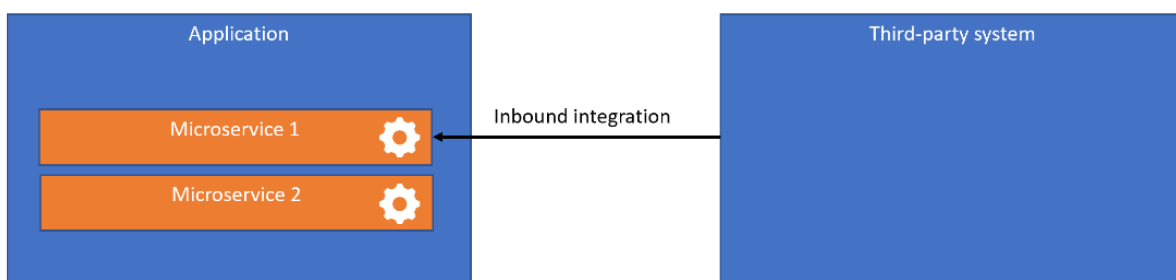 Application
Third-party system
Inbound integration
Microservice 1
Microservice 2